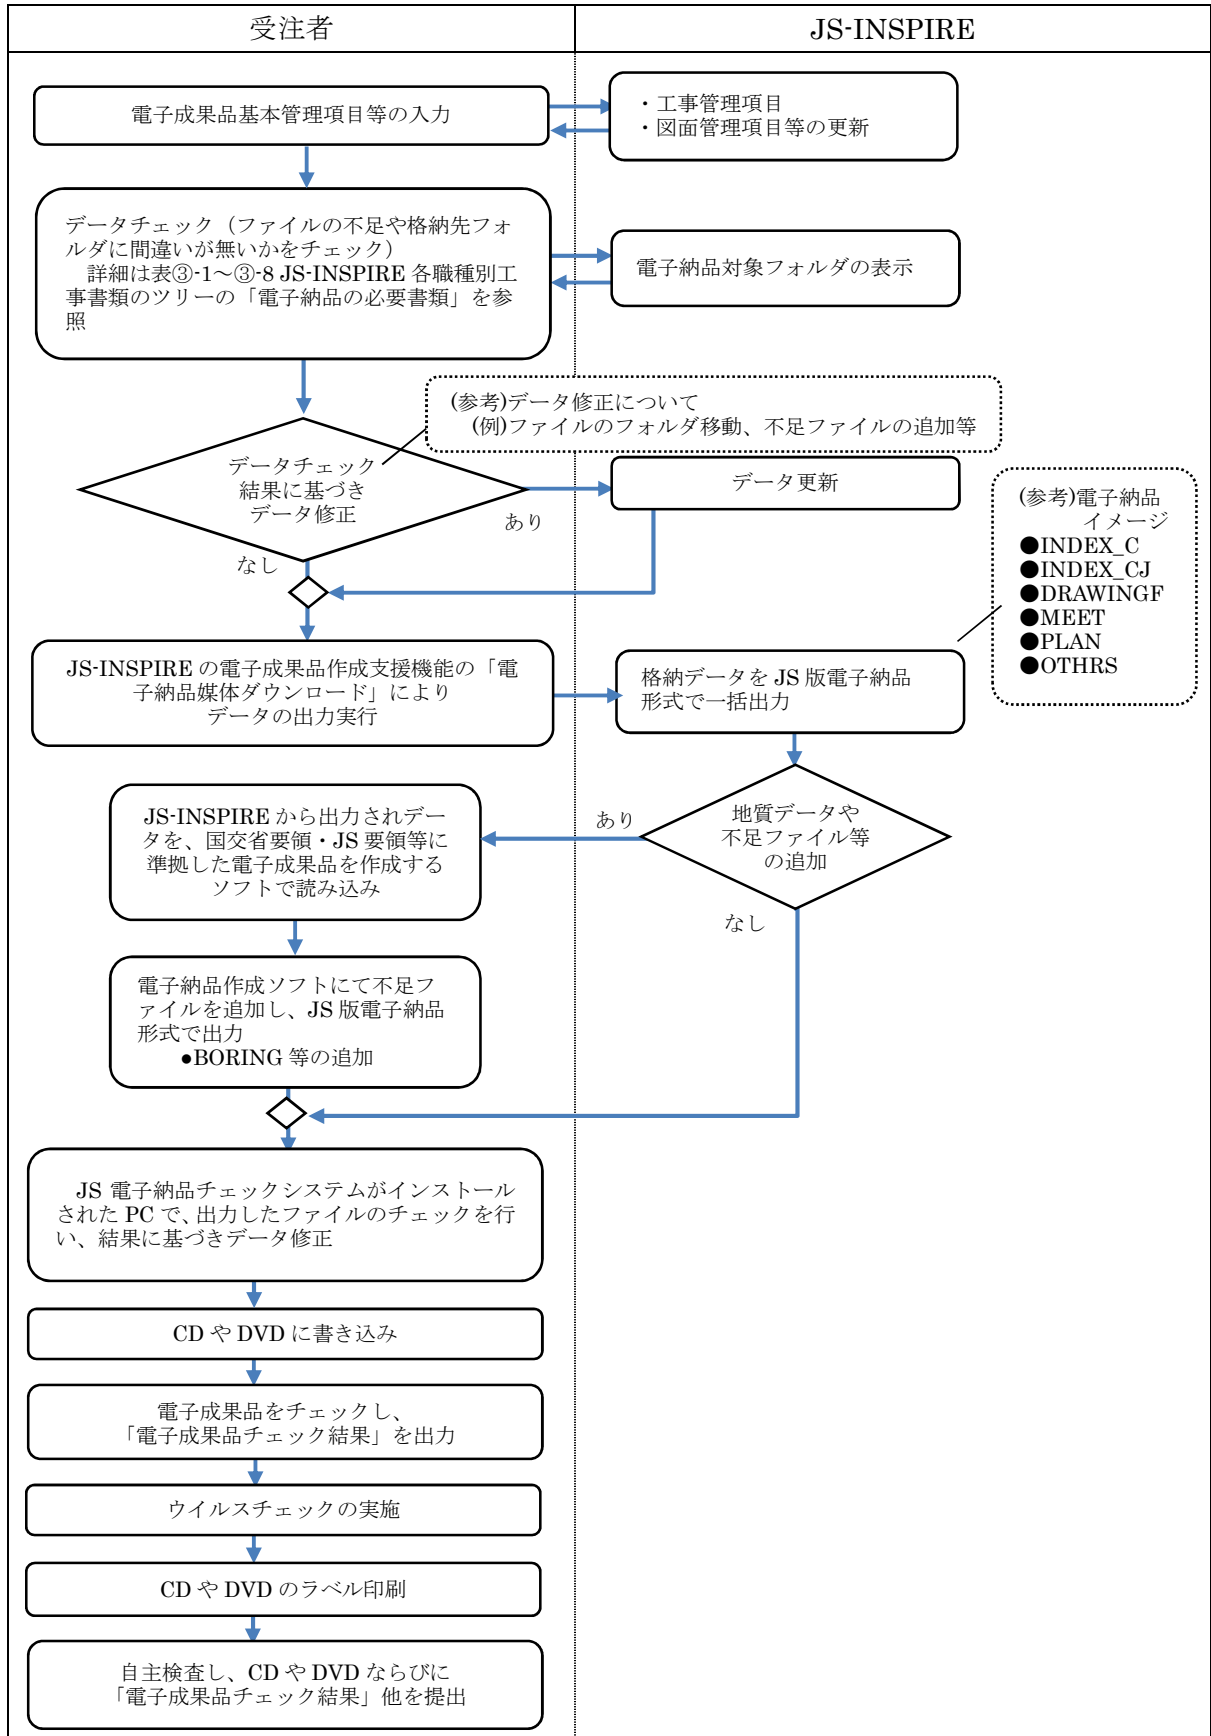 受注者
JS-INSPIRE
電子成果品基本管理項目等の入力
・工事管理項目
・図面管理項目等の更新
データチェック（ファイルの不足や格納先フォ
ルダに間違いが無いかをチェック）
詳細は表③-1～③-8 JS-INSPIRE 各職種別工
事書類のツリーの「電子納品の必要書類」を参
照
電子納品対象フォルダの表示
(参考)データ修正について
(例)ファイルのフォルダ移動、不足ファイルの追加等
データチェック
結果に基づき
データ修正
あり
なし
データ更新
(参考)電子納品
イメージ
●INDEX_C
●INDEX_CJ
●DRAWINGF
●MEET
●PLAN
●OTHRS
JS-INSPIRE の電子成果品作成支援機能の「電
子納品媒体ダウンロード」により
データの出力実行
格納データを JS 版電子納品
形式で一括出力
地質データや
不足ファイル等
の追加
あり
なし
JS-INSPIRE から出力されデー
タを、国交省要領・JS 要領等に
準拠した電子成果品を作成する
ソフトで読み込み
電子納品作成ソフトにて不足フ
ァイルを追加し、JS 版電子納品
形式で出力
●BORING 等の追加
JS 電子納品チェックシステムがインストール
された PC で、出力したファイルのチェックを行
い、結果に基づきデータ修正
CD や DVD に書き込み
電子成果品をチェックし、
「電子成果品チェック結果」を出力
ウイルスチェックの実施
CD や DVD のラベル印刷
自主検査し、CD や DVD ならびに
「電子成果品チェック結果」他を提出